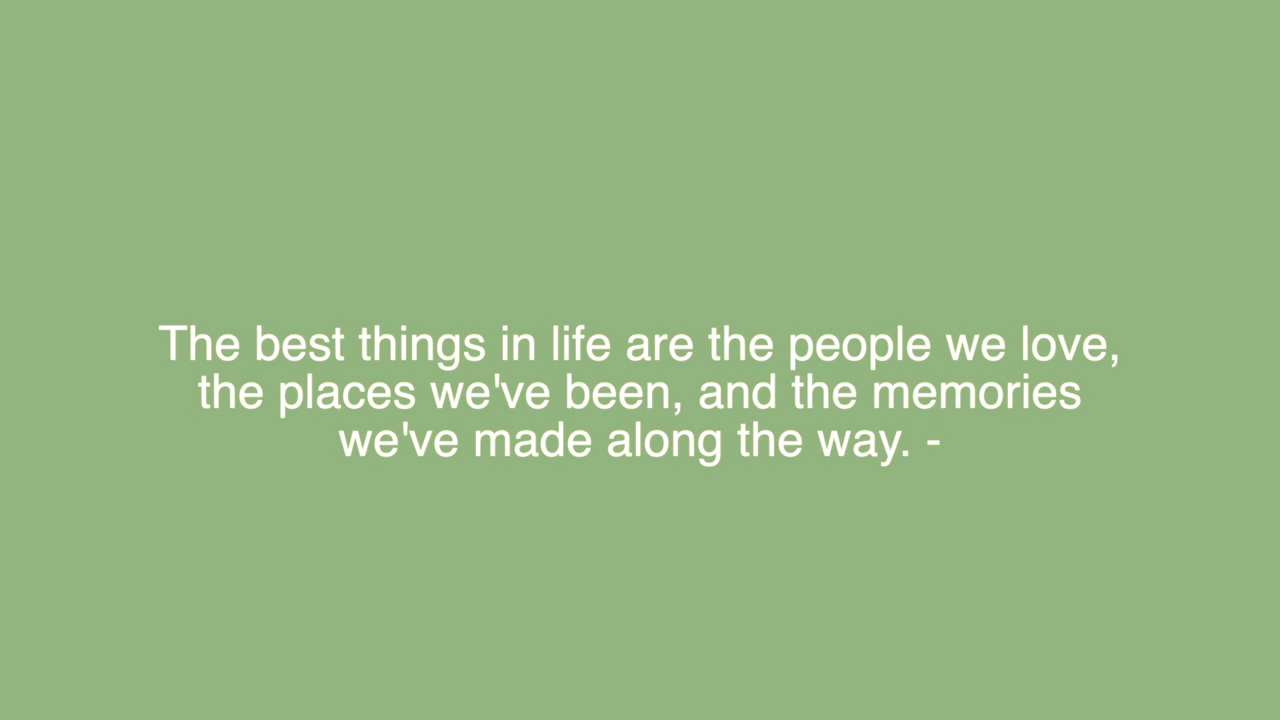 The best things in life are the people we love,
the places we've been, and the memories
we've made along the way. -